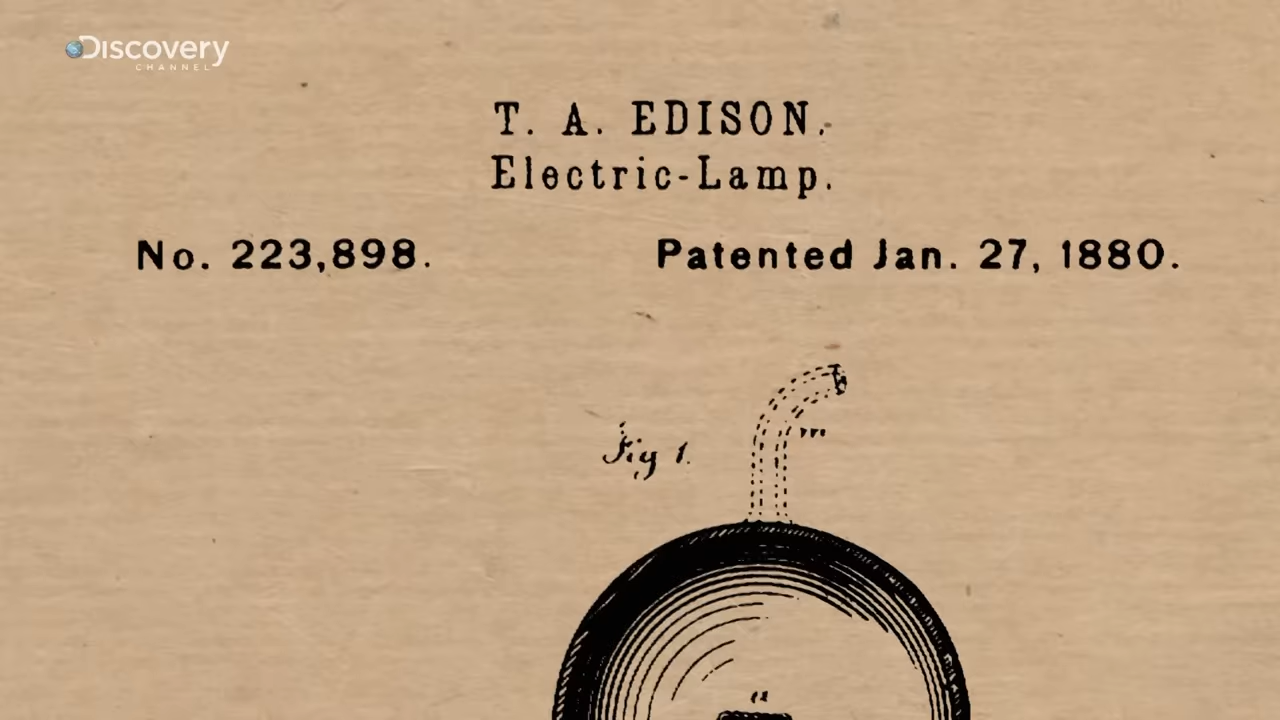 Discovery
CHANNEL
T. A. EDISON.
Electric-Lamp.
No. 223,898. Patented Jan. 27, 1880.
Fig 1.
m
a